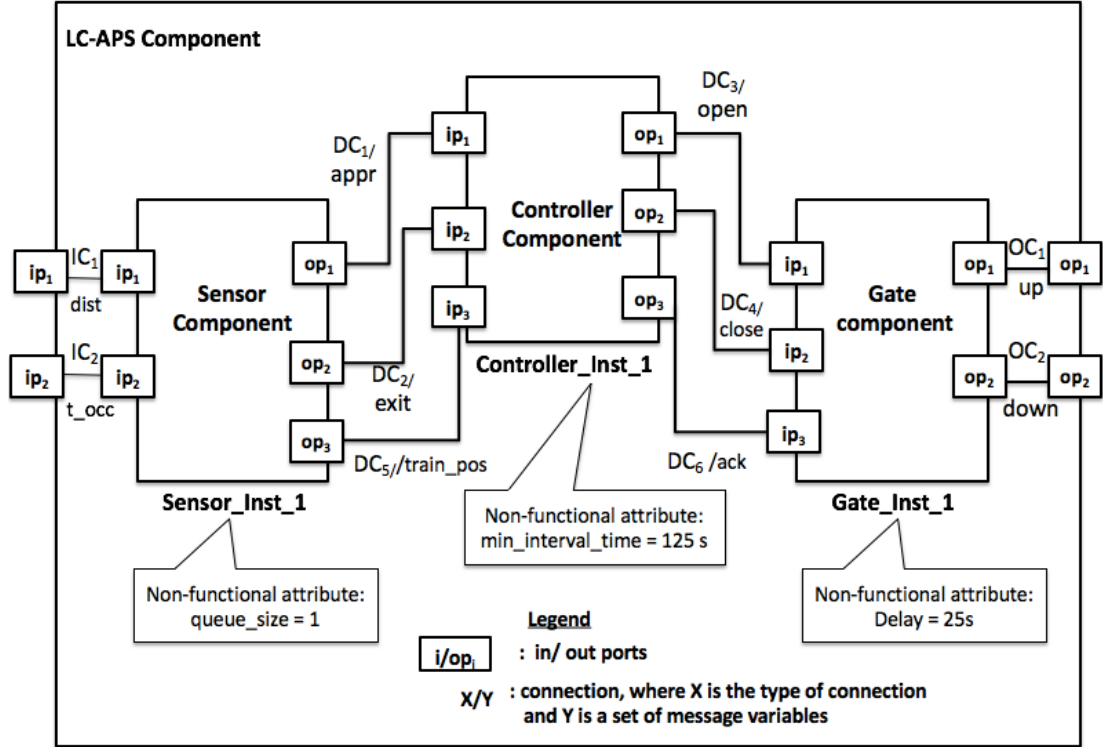 LC-APS Component
DC3/
open
DC1/
appr
ip1
op1
Controller
Component
ip2
op2
ip3
op3
IC1
ip1
ip1
dist
IC2
ip2
ip2
t_occ
Sensor
Component
op1
op2
op3
DC2/
exit
DC5//train_pos
DC4/
/close
DC6 /ack
ip1
ip2
ip3
Gate
component
OC1
op1
op1
up
OC2
op2
op2
down
Controller_Inst_1
Sensor_Inst_1
Gate_Inst_1
Non-functional attribute:
min_interval_time = 125 s
Non-functional attribute:
queue_size = 1
Non-functional attribute:
Delay = 25s
Legend
i/opi
: in/ out ports
X/Y
: connection, where X is the type of connection
and Y is a set of message variables